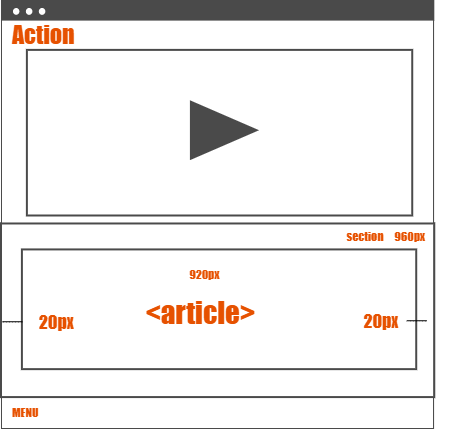 Action
section 960px
920px
<article>
20px 20px
MENU